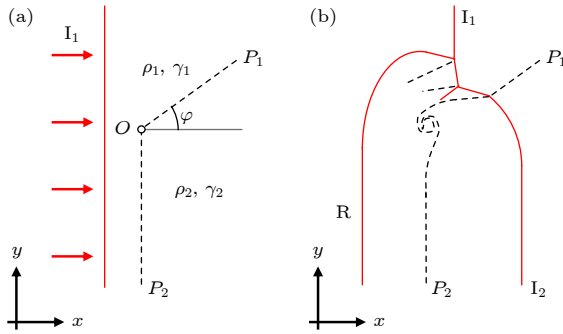 (a)
I₁
ρ₁, γ₁
P₁
O
φ
ρ₂, γ₂
P₂
y
x
(b)
I₁
P₁
R
P₂
I₂
y
x